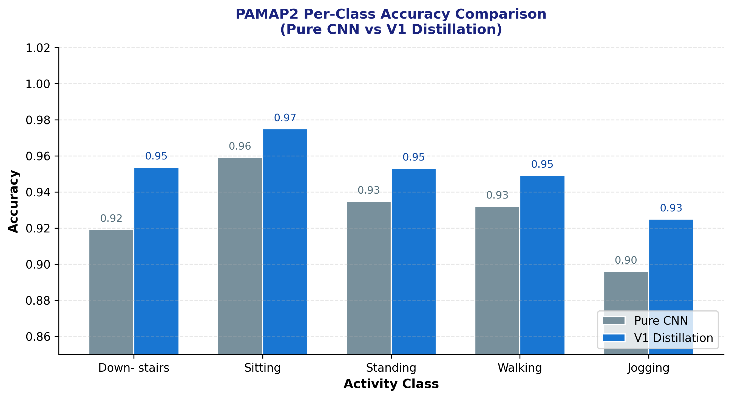 PAMAP2 Per-Class Accuracy Comparison
(Pure CNN vs V1 Distillation)
Accuracy
1.02
1.00
0.98
0.96
0.94
0.92
0.90
0.88
0.86
0.92
0.95
0.96
0.97
0.93
0.95
0.93
0.95
0.90
0.93
Pure CNN
V1 Distillation
Down- stairs
Sitting
Standing
Walking
Jogging
Activity Class